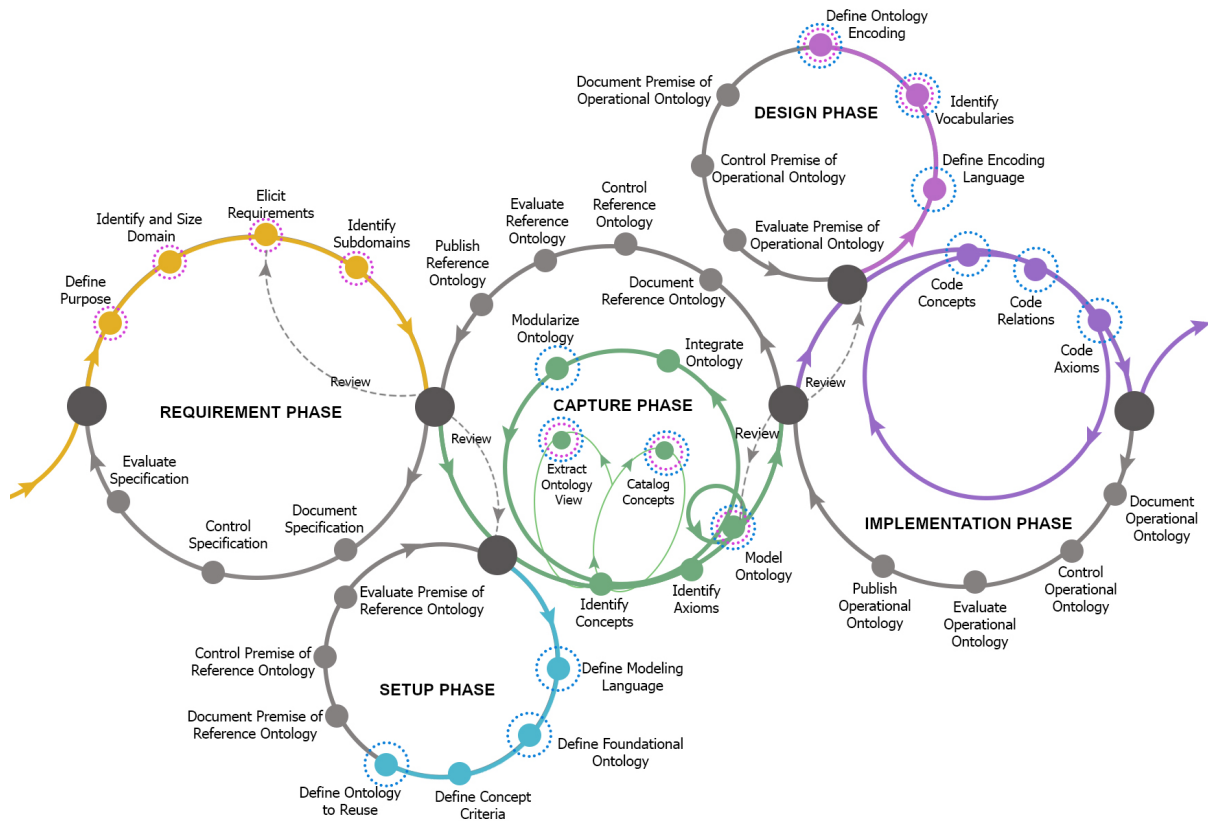 Define Ontology
Encoding
Document Premise of
Operational Ontology
DESIGN PHASE
Identify
Vocabularies
Control Premise of
Operational Ontology
Define Encoding
Language
Evaluate Premise of
Operational Ontology
Elicit
Requirements
Identify and Size
Domain
Identify
Subdomains
Define
Purpose
Review
REQUIREMENT PHASE
Evaluate
Specification
Control
Specification
Document
Specification
Control
Reference
Ontology
Evaluate
Reference
Ontology
Publish
Reference
Ontology
Document
Reference Ontology
Modularize
Ontology
Integrate
Ontology
CAPTURE PHASE
Review
Review
Extract
Ontology
View
Catalog
Concepts
Model
Ontology
Identify
Axioms
Identify
Concepts
Review
Code
Concepts
Code
Relations
Code
Axioms
IMPLEMENTATION PHASE
Document
Operational
Ontology
Control
Operational
Ontology
Evaluate
Operational
Ontology
Publish
Operational
Ontology
Evaluate Premise of
Reference Ontology
Control Premise of
Reference Ontology
SETUP PHASE
Define Modeling
Language
Document Premise of
Reference Ontology
Define Foundational
Ontology
Define Ontology
to Reuse
Define Concept
Criteria